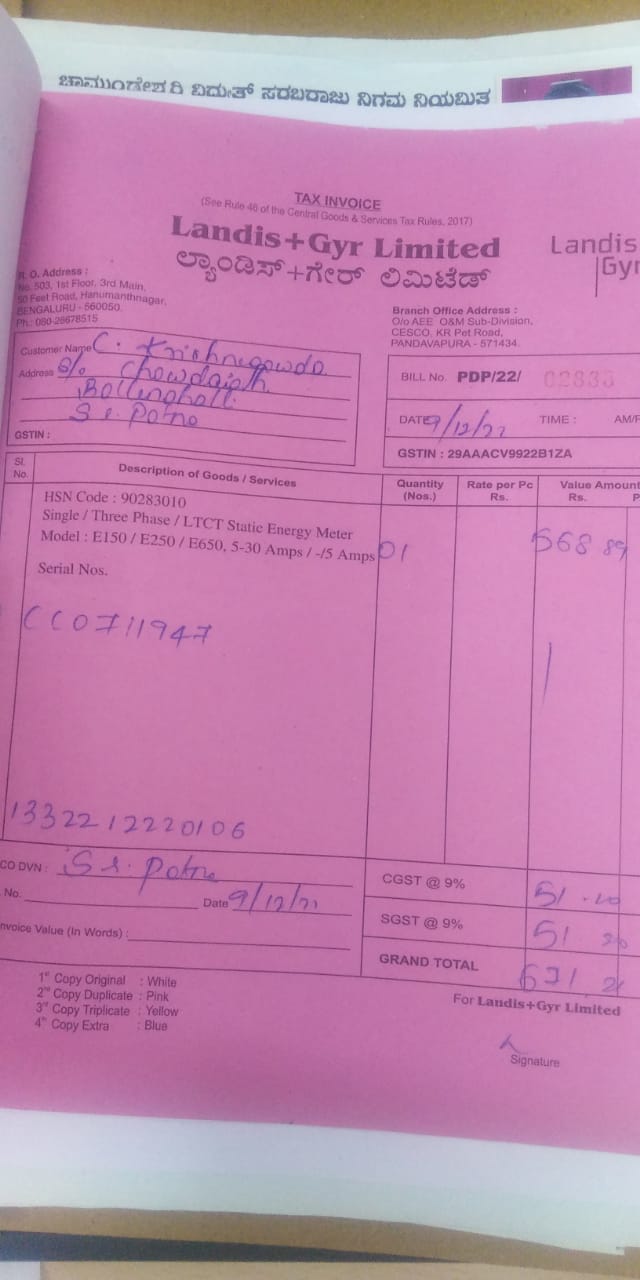 ಚಾಮುಂಡೇಶ್ವರಿ ವಿದ್ಯುತ್ ಸರಬರಾಜು ನಿಗಮ ನಿಯಮಿತ
TAX INVOICE
(See Rule 46 of the Central Goods & Services Tax Rules, 2017)
Landis+Gyr Limited
ಲ್ಯಾಂಡಿಸ್+ಗೇರ್ ಲಿಮಿಟೆಡ್
Landis
Gyr
R. O. Address :
No. 503, 1st Floor, 3rd Main,
50 Feet Road, Hanumanthnagar,
BENGALURU - 560050.
Ph.: 080-26678515
Branch Office Address :
O/o AEE O&M Sub-Division,
CESCO, KR Pet Road,
PANDAVAPURA - 571434.
Customer Name C. Krishnegowda
Address S/o Chowdaiah
S r. Patna
GSTIN :
BILL No. PDP/22/ 02835
DATE 9/12/22 TIME : AM/P
GSTIN : 29AAACV9922B1ZA
Sl. No. Description of Goods / Services Quantity (Nos.) Rate per Pc Rs. Value Amount Rs. P
HSN Code : 90283010
Single / Three Phase / LTCT Static Energy Meter
Model : E150 / E250 / E650, 5-30 Amps / -/5 Amps 01 568 89
Serial Nos.
CC0711947
1332212220106
CO DVN : S r. Patna
No. Date 9/12/21
nvoice Value (In Words) :
CGST @ 9% 51.20
SGST @ 9% 51 20
GRAND TOTAL 671
1st Copy Original : White
2nd Copy Duplicate : Pink
3rd Copy Triplicate : Yellow
4th Copy Extra : Blue
For Landis+Gyr Limited
Signature